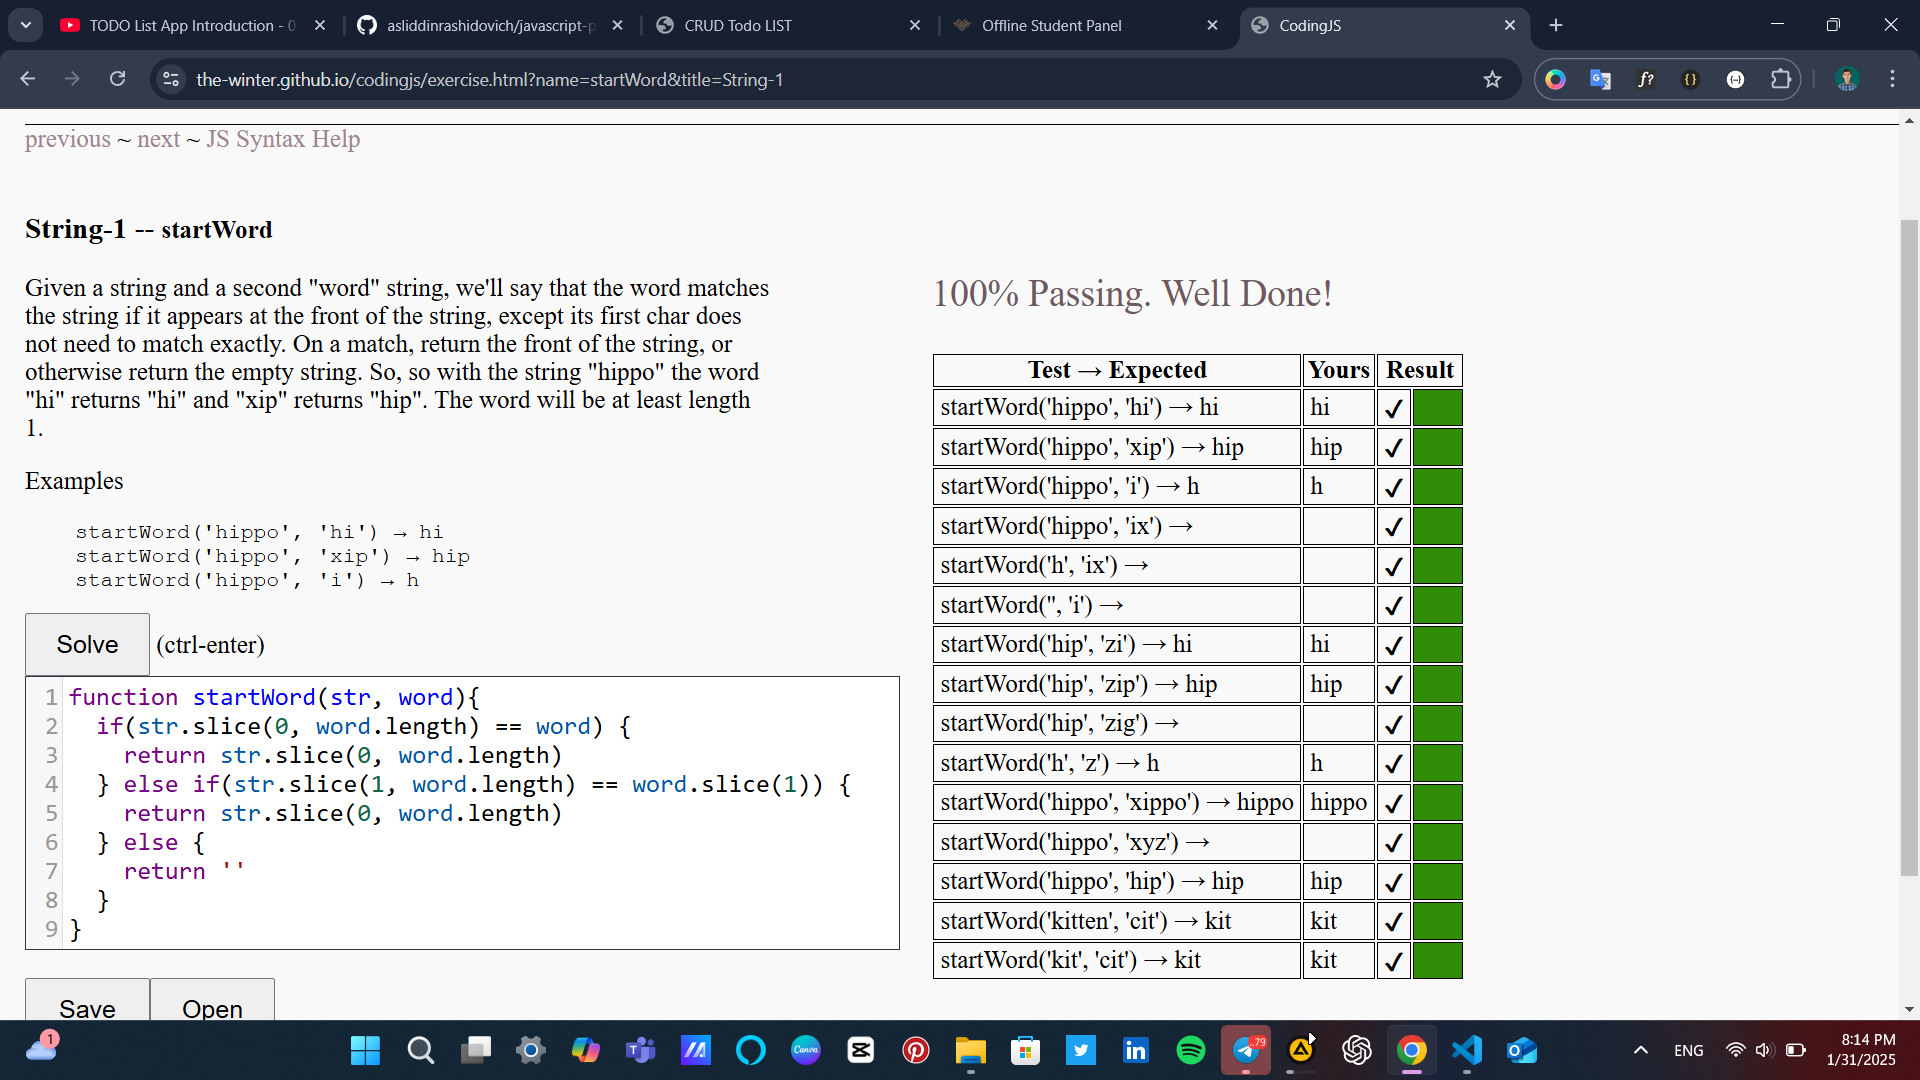 TODO List App Introduction - 0
asliddinrashidovich/javascript-p
CRUD Todo LIST
Offline Student Panel
CodingJS
the-winter.github.io/codingjs/exercise.html?name=startWord&title=String-1
previous ~ next ~ JS Syntax Help
String-1 -- startWord
Given a string and a second "word" string, we'll say that the word matches
the string if it appears at the front of the string, except its first char does
not need to match exactly. On a match, return the front of the string, or
otherwise return the empty string. So, so with the string "hippo" the word
"hi" returns "hi" and "xip" returns "hip". The word will be at least length
1.
Examples
startWord('hippo', 'hi') → hi
startWord('hippo', 'xip') → hip
startWord('hippo', 'i') → h
Solve (ctrl-enter)
1 function startWord(str, word){
2 if(str.slice(0, word.length) == word) {
3 return str.slice(0, word.length)
4 } else if(str.slice(1, word.length) == word.slice(1)) {
5 return str.slice(0, word.length)
6 } else {
7 return ''
8 }
9 }
Save Open
100% Passing. Well Done!
Test → Expected Yours Result
startWord('hippo', 'hi') → hi hi ✓
startWord('hippo', 'xip') → hip hip ✓
startWord('hippo', 'i') → h h ✓
startWord('hippo', 'ix') → ✓
startWord('h', 'ix') → ✓
startWord('', 'i') → ✓
startWord('hip', 'zi') → hi hi ✓
startWord('hip', 'zip') → hip hip ✓
startWord('hip', 'zig') → ✓
startWord('h', 'z') → h h ✓
startWord('hippo', 'xippo') → hippo hippo ✓
startWord('hippo', 'xyz') → ✓
startWord('hippo', 'hip') → hip hip ✓
startWord('kitten', 'cit') → kit kit ✓
startWord('kit', 'cit') → kit kit ✓
1
Canva
..79
ENG
8:14 PM
1/31/2025